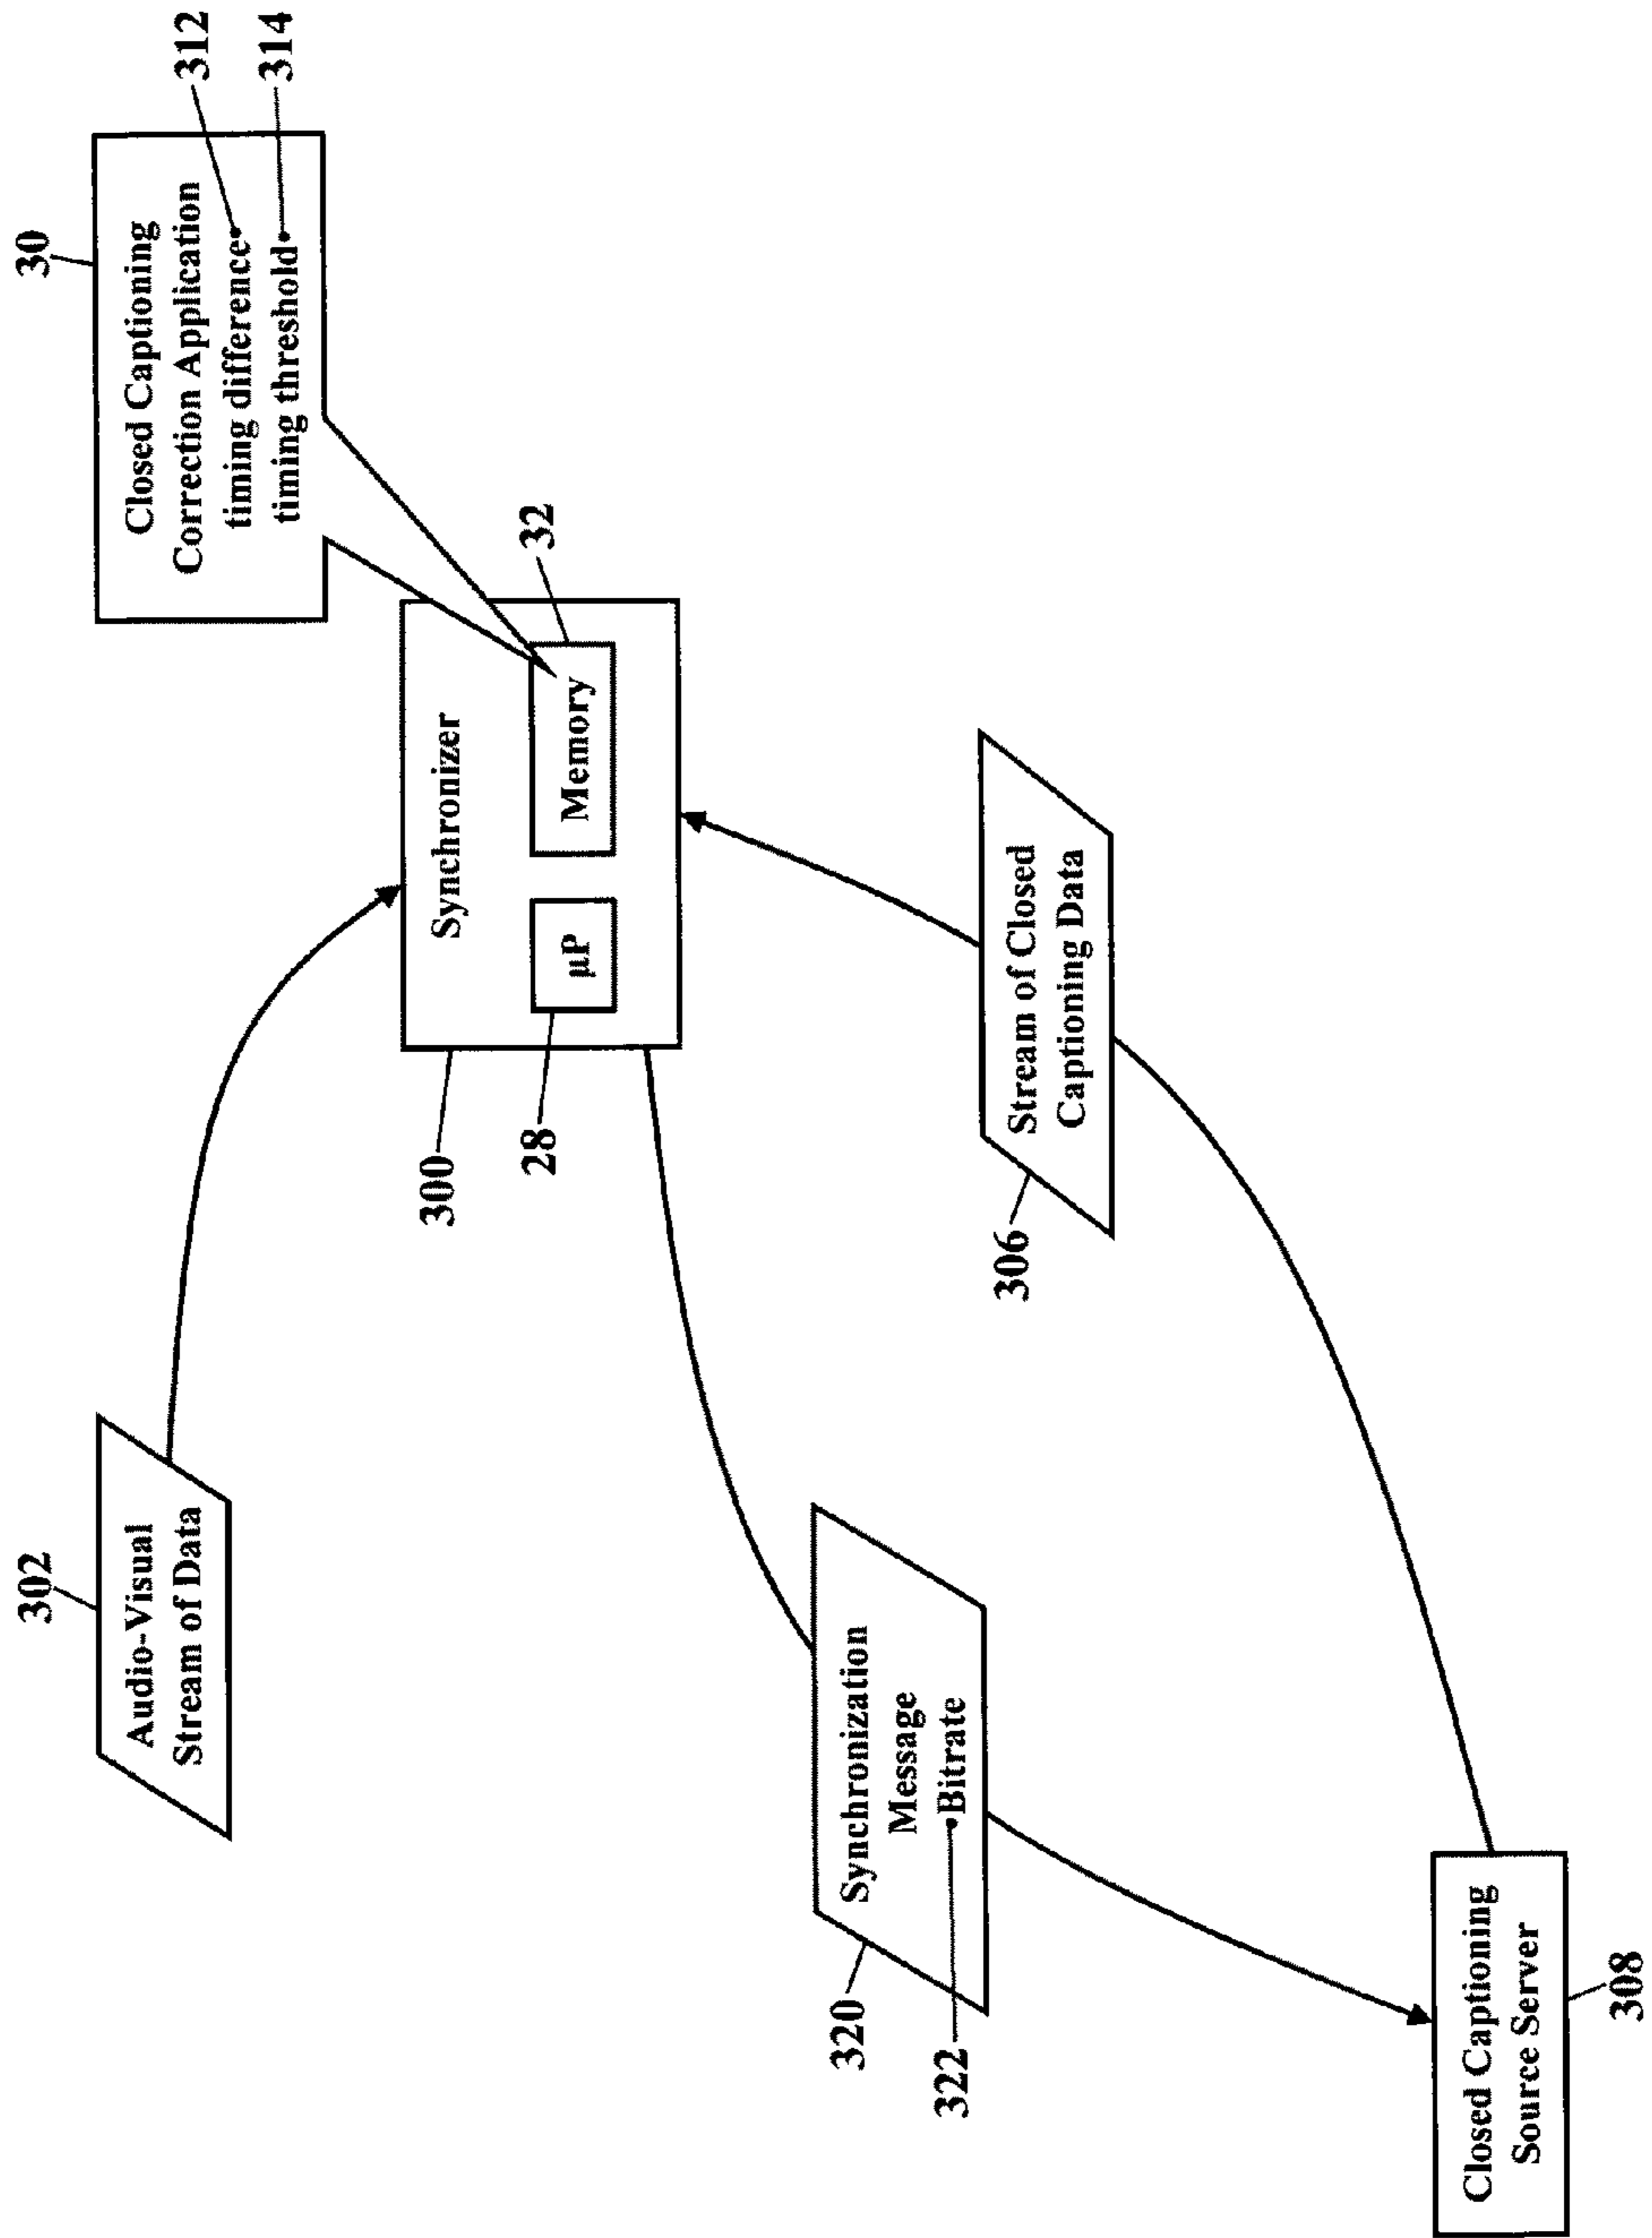 302
Audio-Visual
Stream of Data
30
Closed Captioning
Correction Application
timing difference
312
timing threshold
314
300
Synchronizer
28
µP
Memory
32
320
Synchronization
Message
322
Bitrate
306
Stream of Closed
Captioning Data
Closed Captioning
Source Server
308